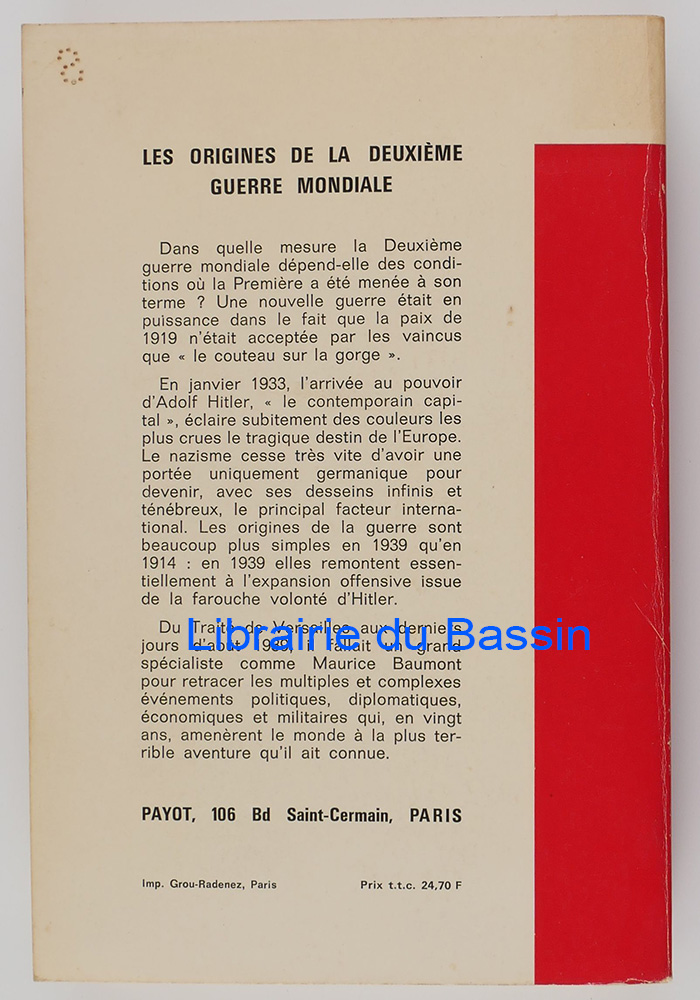 LES ORIGINES DE LA DEUXIÈME
GUERRE MONDIALE
Dans quelle mesure la Deuxième
guerre mondiale dépend-elle des condi-
tions où la Première a été menée à son
terme ? Une nouvelle guerre était en
puissance dans le fait que la paix de
1919 n'était acceptée par les vaincus
que « le couteau sur la gorge ».
En janvier 1933, l'arrivée au pouvoir
d'Adolf Hitler, « le contemporain capi-
tal », éclaire subitement des couleurs les
plus crues le tragique destin de l'Europe.
Le nazisme cesse très vite d'avoir une
portée uniquement germanique pour
devenir, avec ses desseins infinis et
ténébreux, le principal facteur interna-
tional. Les origines de la guerre sont
beaucoup plus simples en 1939 qu'en
1914 : en 1939 elles remontent essen-
tiellement à l'expansion offensive issue
de la farouche volonté d'Hitler.
Du Traité de Versailles aux derniers
Librairie du Bassin
jours d'août 1939, il fallait un grand
spécialiste comme Maurice Baumont
pour retracer les multiples et complexes
événements politiques, diplomatiques,
économiques et militaires qui, en vingt
ans, amenèrent le monde à la plus ter-
rible aventure qu'il ait connue.
PAYOT, 106 Bd Saint-Germain, PARIS
Imp. Grou-Radenez, Paris Prix t.t.c. 24,70 F